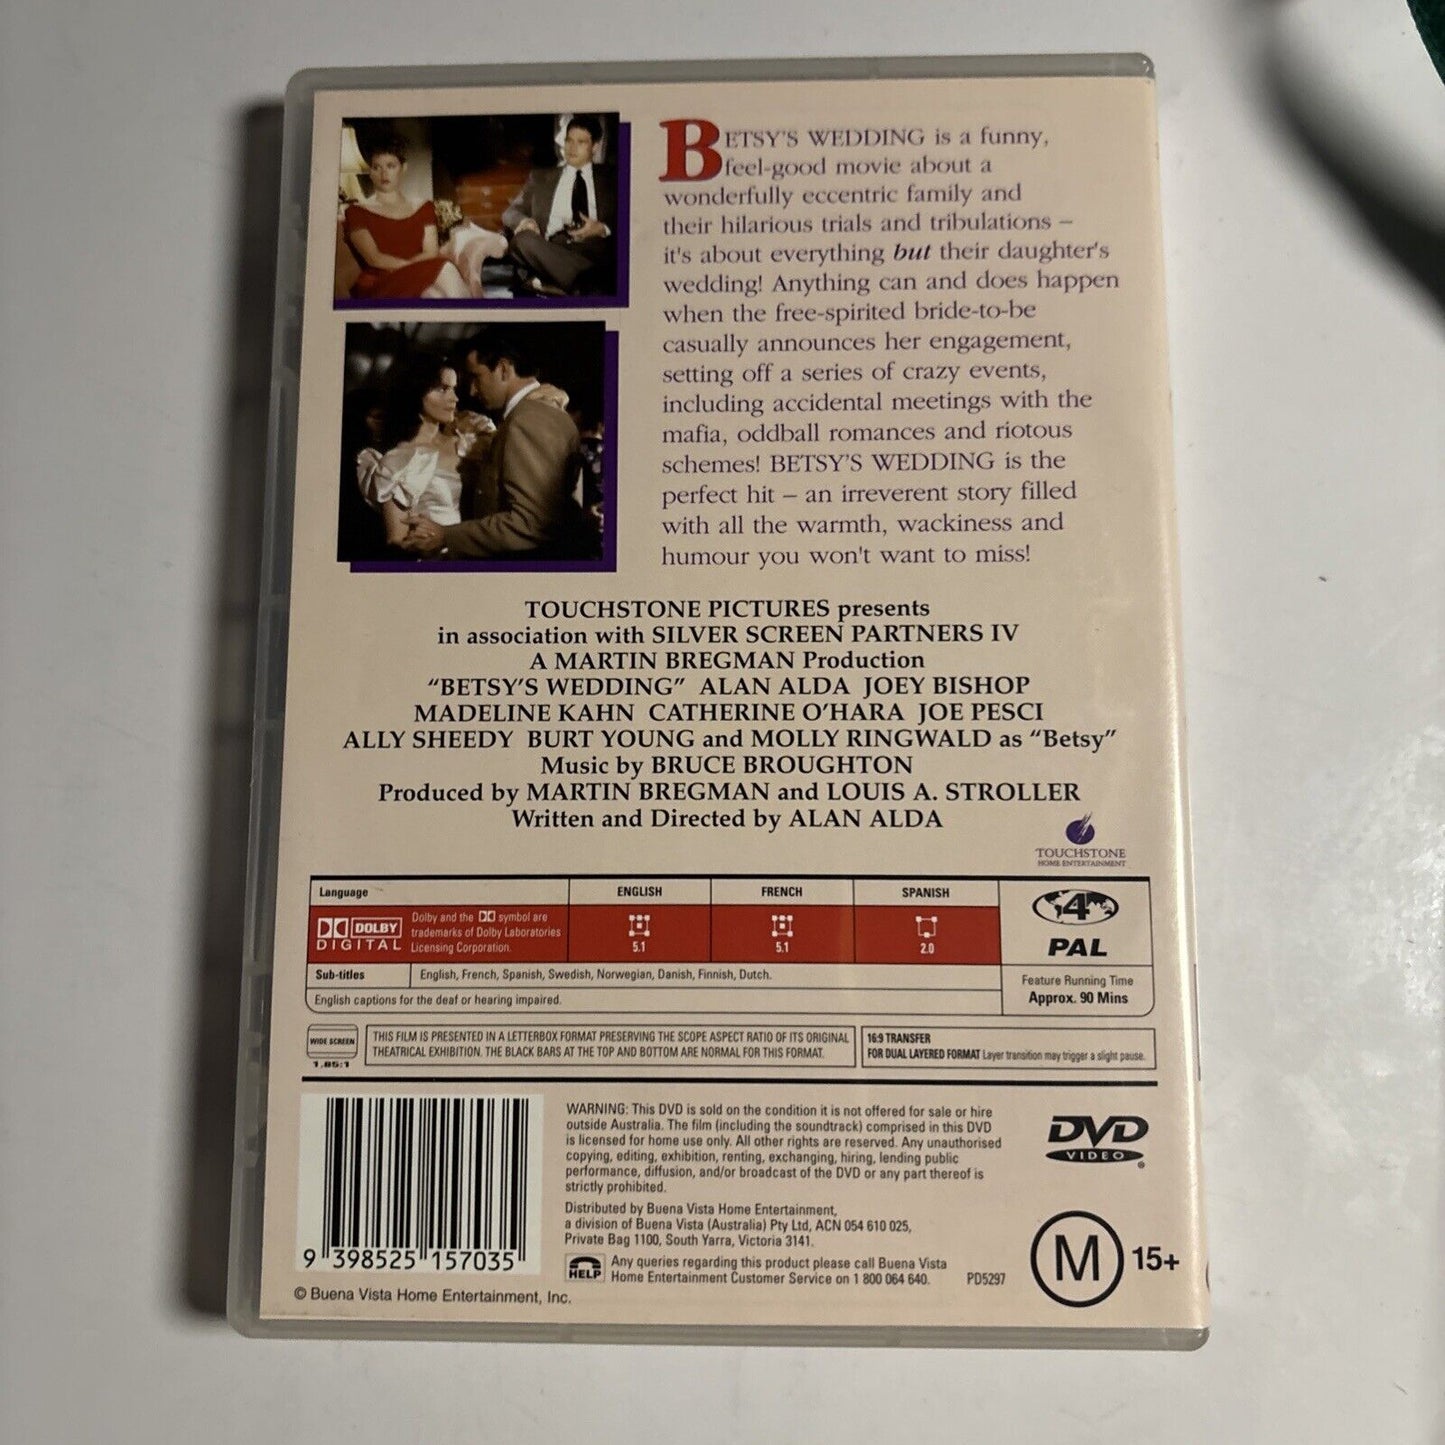 BETSY'S WEDDING is a funny,
feel-good movie about a
wonderfully eccentric family and
their hilarious trials and tribulations –
it's about everything but their daughter's
wedding! Anything can and does happen
when the free-spirited bride-to-be
casually announces her engagement,
setting off a series of crazy events,
including accidental meetings with the
mafia, oddball romances and riotous
schemes! BETSY'S WEDDING is the
perfect hit – an irreverent story filled
with all the warmth, wackiness and
humour you won't want to miss!
TOUCHSTONE PICTURES presents
in association with SILVER SCREEN PARTNERS IV
A MARTIN BREGMAN Production
“BETSY’S WEDDING” ALAN ALDA JOEY BISHOP
MADELINE KAHN CATHERINE O’HARA JOE PESCI
ALLY SHEEDY BURT YOUNG and MOLLY RINGWALD as “Betsy”
Music by BRUCE BROUGHTON
Produced by MARTIN BREGMAN and LOUIS A. STROLLER
Written and Directed by ALAN ALDA
TOUCHSTONE
HOME ENTERTAINMENT
Language ENGLISH FRENCH SPANISH
DOLBY
DIGITAL
Dolby and the DD symbol are
trademarks of Dolby Laboratories
Licensing Corporation.
5.1 5.1 2.0
4
PAL
Sub-titles English, French, Spanish, Swedish, Norwegian, Danish, Finnish, Dutch.
English captions for the deaf or hearing impaired.
Feature Running Time
Approx. 90 Mins
WIDE SCREEN
1.85:1
THIS FILM IS PRESENTED IN A LETTERBOX FORMAT PRESERVING THE SCOPE ASPECT RATIO OF ITS ORIGINAL
THEATRICAL EXHIBITION. THE BLACK BARS AT THE TOP AND BOTTOM ARE NORMAL FOR THIS FORMAT.
16:9 TRANSFER
FOR DUAL LAYERED FORMAT Layer transition may trigger a slight pause.
9 398525 157035
© Buena Vista Home Entertainment, Inc.
WARNING: This DVD is sold on the condition it is not offered for sale or hire
outside Australia. The film (including the soundtrack) comprised in this DVD
is licensed for home use only. All other rights are reserved. Any unauthorised
copying, editing, exhibition, renting, exchanging, hiring, lending public
performance, diffusion, and/or broadcast of the DVD or any part thereof is
strictly prohibited.
Distributed by Buena Vista Home Entertainment,
a division of Buena Vista (Australia) Pty Ltd, ACN 054 610 025,
Private Bag 1100, South Yarra, Victoria 3141.
HELP
Any queries regarding this product please call Buena Vista
Home Entertainment Customer Service on 1 800 064 640.
PD5297
DVD
VIDEO
®
M 15+